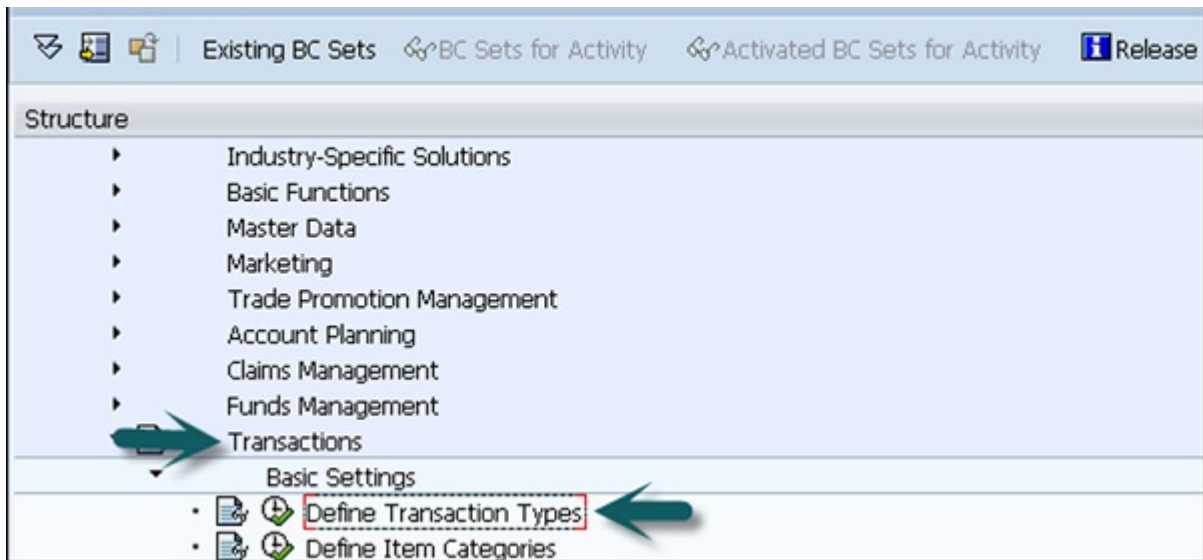 Existing BC Sets BC Sets for Activity Activated BC Sets for Activity Release
Structure
Industry-Specific Solutions
Basic Functions
Master Data
Marketing
Trade Promotion Management
Account Planning
Claims Management
Funds Management
Transactions
Basic Settings
Define Transaction Types
Define Item Categories